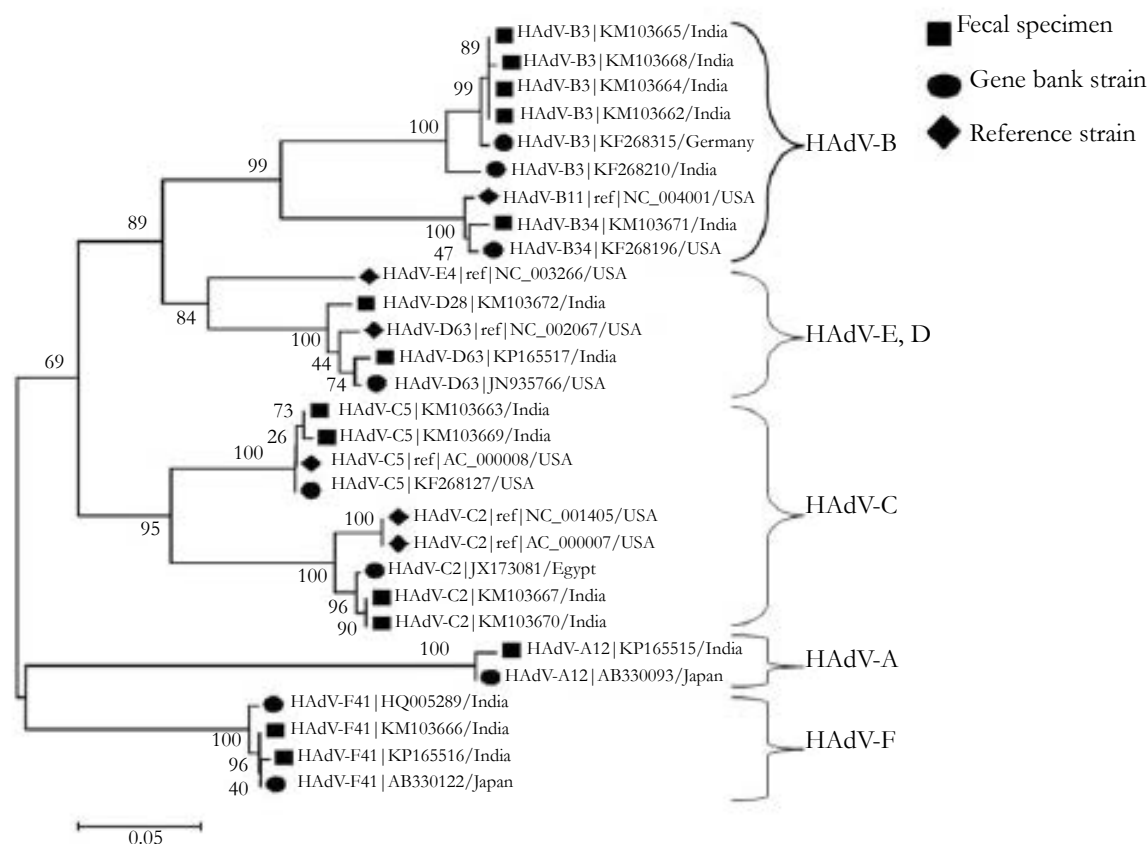 HAdV-B3|KM103665/India
89
HAdV-B3|KM103668/India
99
HAdV-B3|KM103664/India
HAdV-B3|KM103662/India
100
HAdV-B3|KF268315/Germany
99
HAdV-B3|KF268210/India
HAdV-B11|ref|NC_004001/USA
89
100
HAdV-B34|KM103671/India
47
HAdV-B34|KF268196/USA
HAdV-B
HAdV-E4|ref|NC_003266/USA
84
HAdV-D28|KM103672/India
100
HAdV-D63|ref|NC_002067/USA
44
HAdV-D63|KP165517/India
74
HAdV-D63|JN935766/USA
HAdV-E, D
69
73
HAdV-C5|KM103663/India
26
HAdV-C5|KM103669/India
100
HAdV-C5|ref|AC_000008/USA
HAdV-C5|KF268127/USA
95
100
HAdV-C2|ref|NC_001405/USA
HAdV-C2|ref|AC_000007/USA
100
HAdV-C2|JX173081/Egypt
96
HAdV-C2|KM103667/India
90
HAdV-C2|KM103670/India
HAdV-C
100
HAdV-A12|KP165515/India
HAdV-A12|AB330093/Japan
HAdV-A
HAdV-F41|HQ005289/India
100
HAdV-F41|KM103666/India
96
HAdV-F41|KP165516/India
40
HAdV-F41|AB330122/Japan
HAdV-F
0.05
Fecal specimen
Gene bank strain
Reference strain